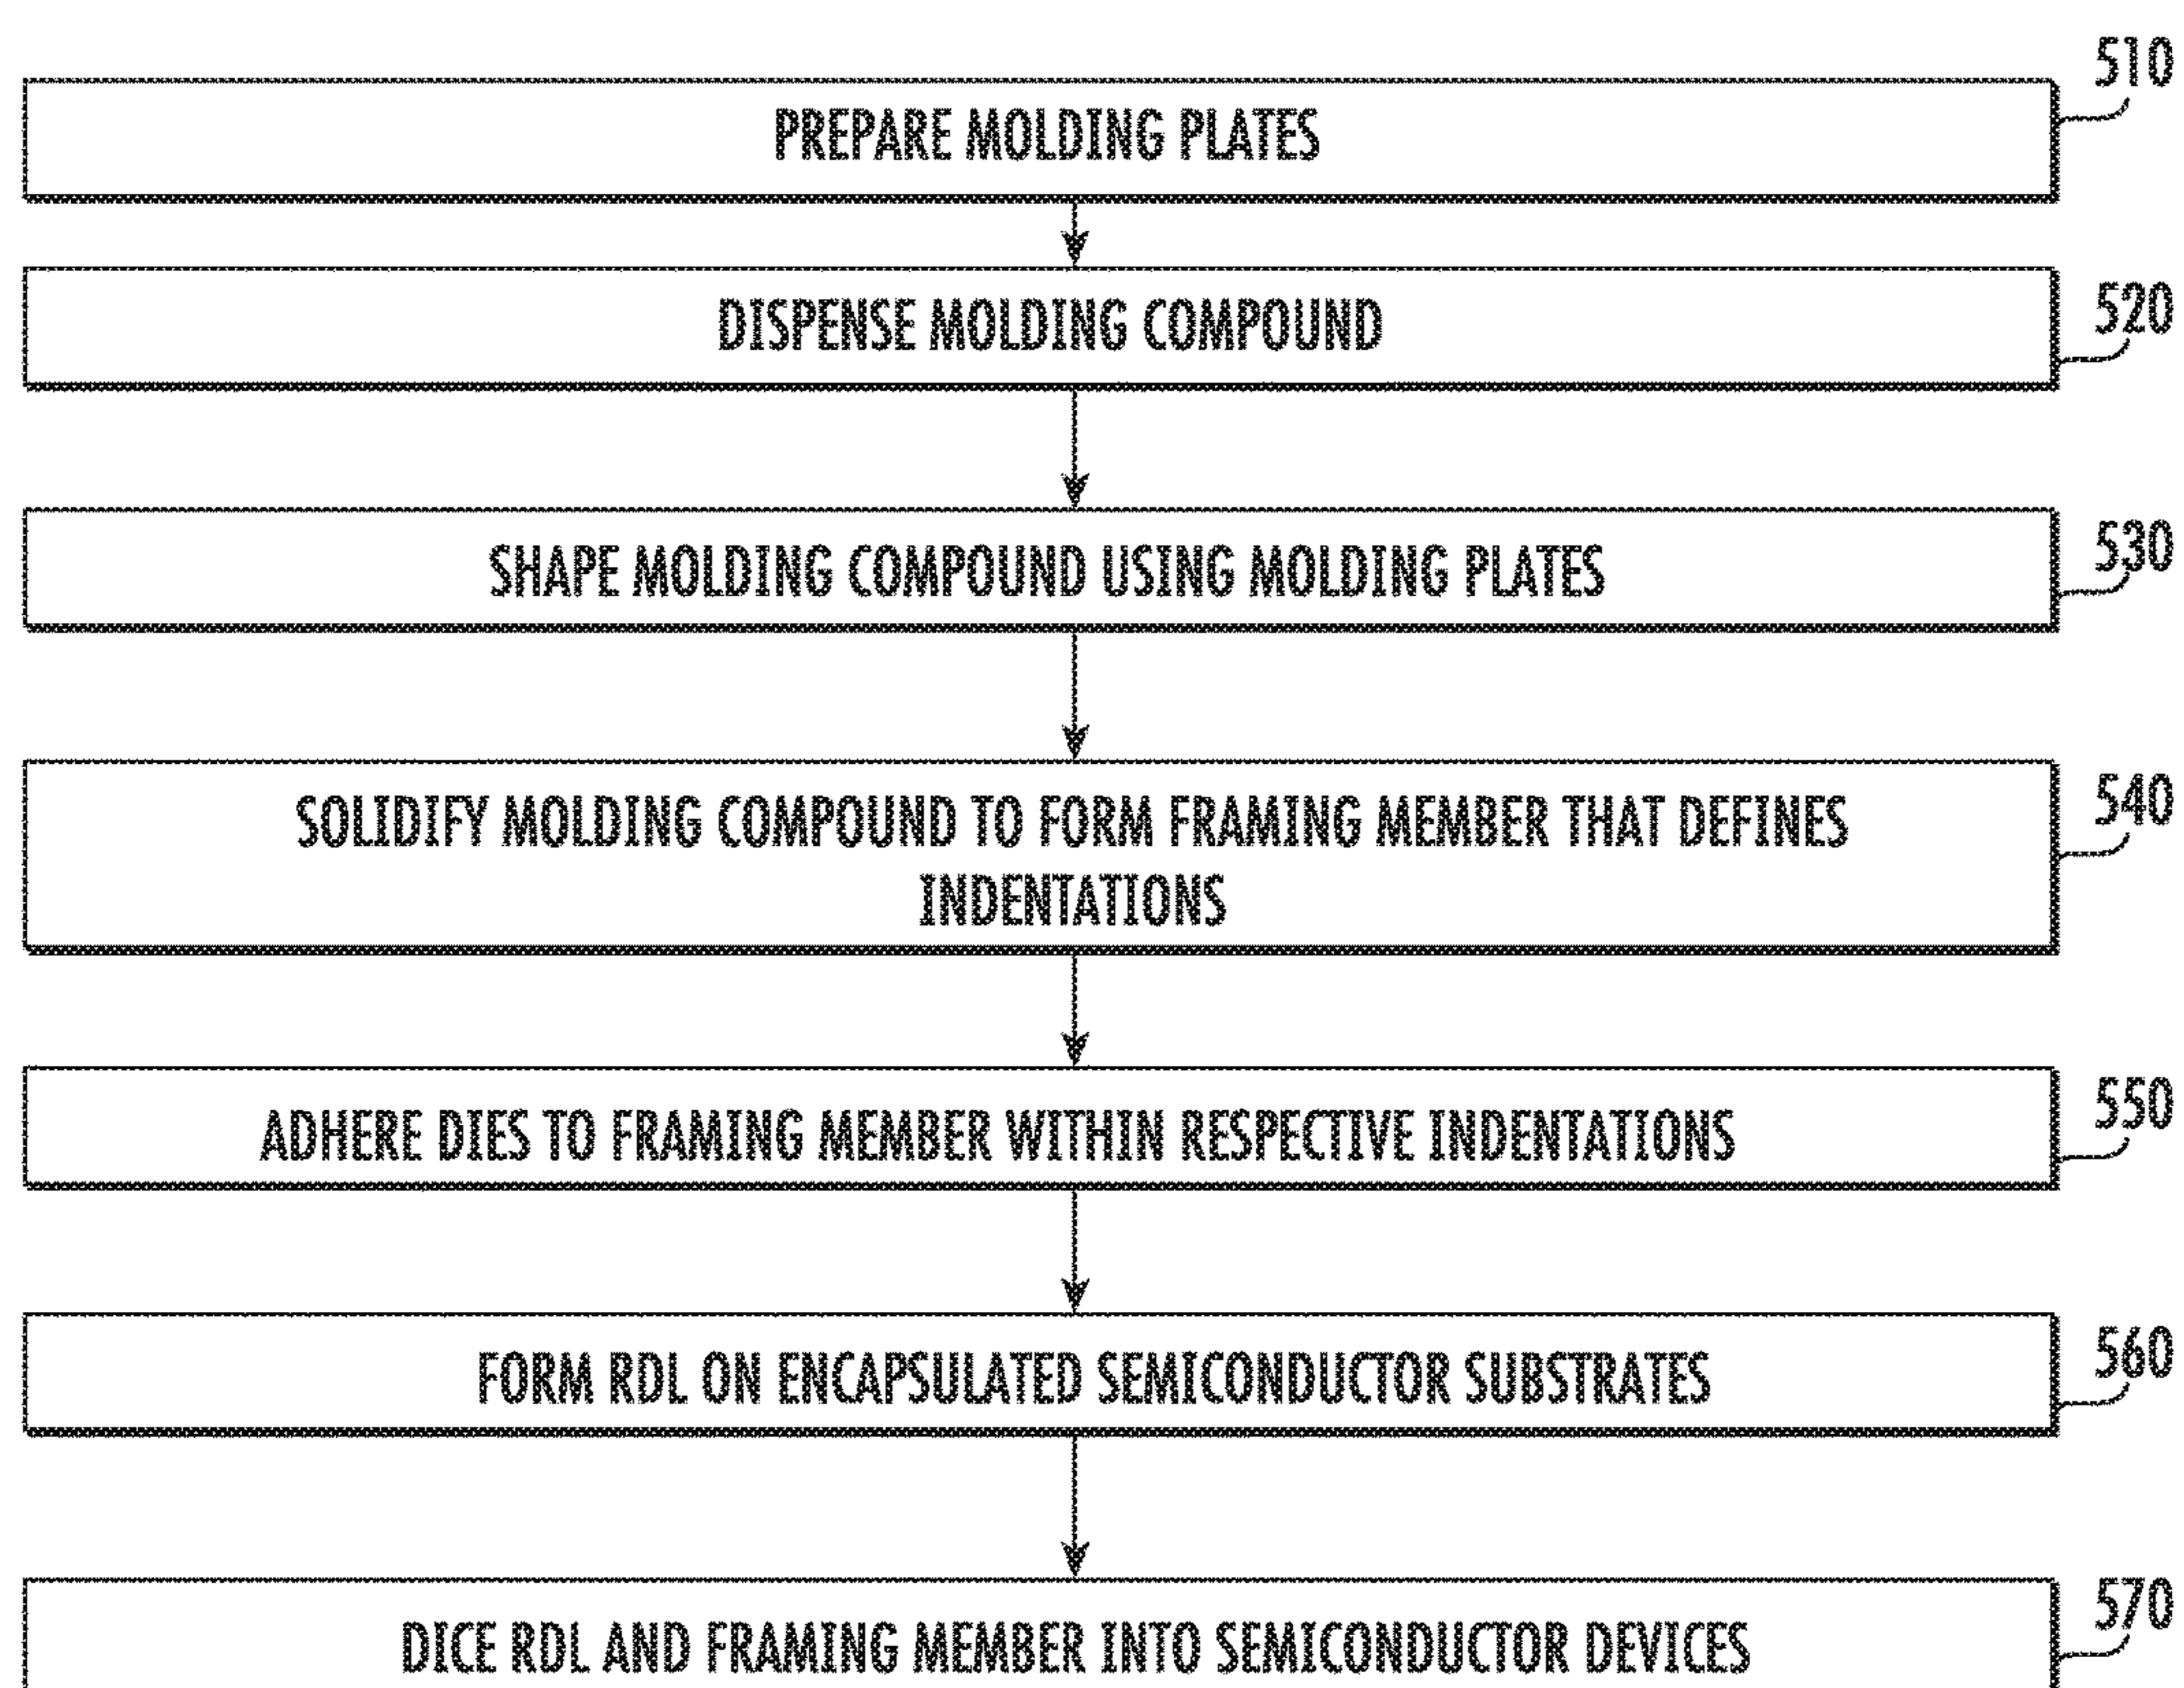 510
PREPARE MOLDING PLATES
520
DISPENSE MOLDING COMPOUND
530
SHAPE MOLDING COMPOUND USING MOLDING PLATES
540
SOLIDIFY MOLDING COMPOUND TO FORM FRAMING MEMBER THAT DEFINES
INDENTATIONS
550
ADHERE DIES TO FRAMING MEMBER WITHIN RESPECTIVE INDENTATIONS
560
FORM RDL ON ENCAPSULATED SEMICONDUCTOR SUBSTRATES
570
DICE RDL AND FRAMING MEMBER INTO SEMICONDUCTOR DEVICES